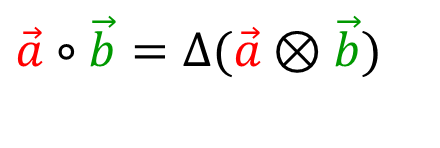 a⃗ ∘ b⃗ = Δ(a⃗ ⊗ b⃗)